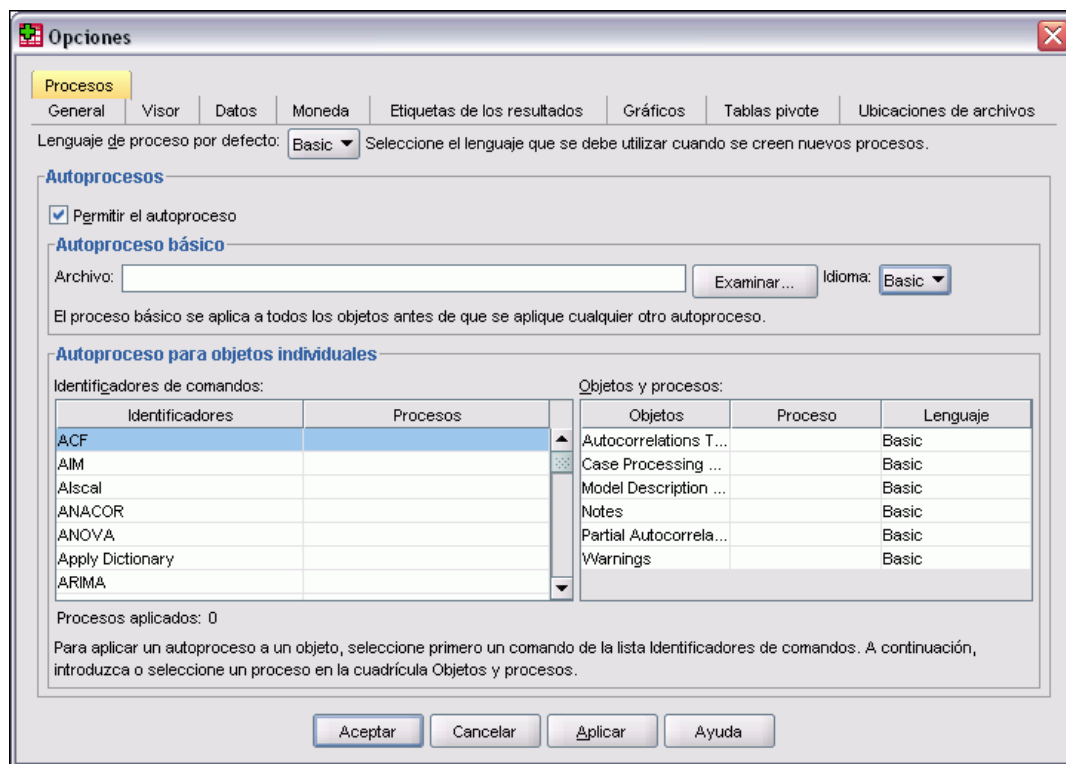 Opciones
Procesos
General Visor Datos Moneda Etiquetas de los resultados Gráficos Tablas pivote Ubicaciones de archivos
Lenguaje de proceso por defecto: Basic Seleccione el lenguaje que se debe utilizar cuando se creen nuevos procesos.
Autoprocesos
Permitir el autoproceso
Autoproceso básico
Archivo: Examinar... Idioma: Basic
El proceso básico se aplica a todos los objetos antes de que se aplique cualquier otro autoproceso.
Autoproceso para objetos individuales
Identificadores de comandos: Objetos y procesos:
Identificadores Procesos Objetos Proceso Lenguaje
ACF Autocorrelations T... Basic
AIM Case Processing ... Basic
Alscal Model Description ... Basic
ANACOR Notes Basic
ANOVA Partial Autocorrela... Basic
Apply Dictionary Warnings Basic
ARIMA
Procesos aplicados: 0
Para aplicar un autoproceso a un objeto, seleccione primero un comando de la lista Identificadores de comandos. A continuación,
introduzca o seleccione un proceso en la cuadrícula Objetos y procesos.
Aceptar Cancelar Aplicar Ayuda